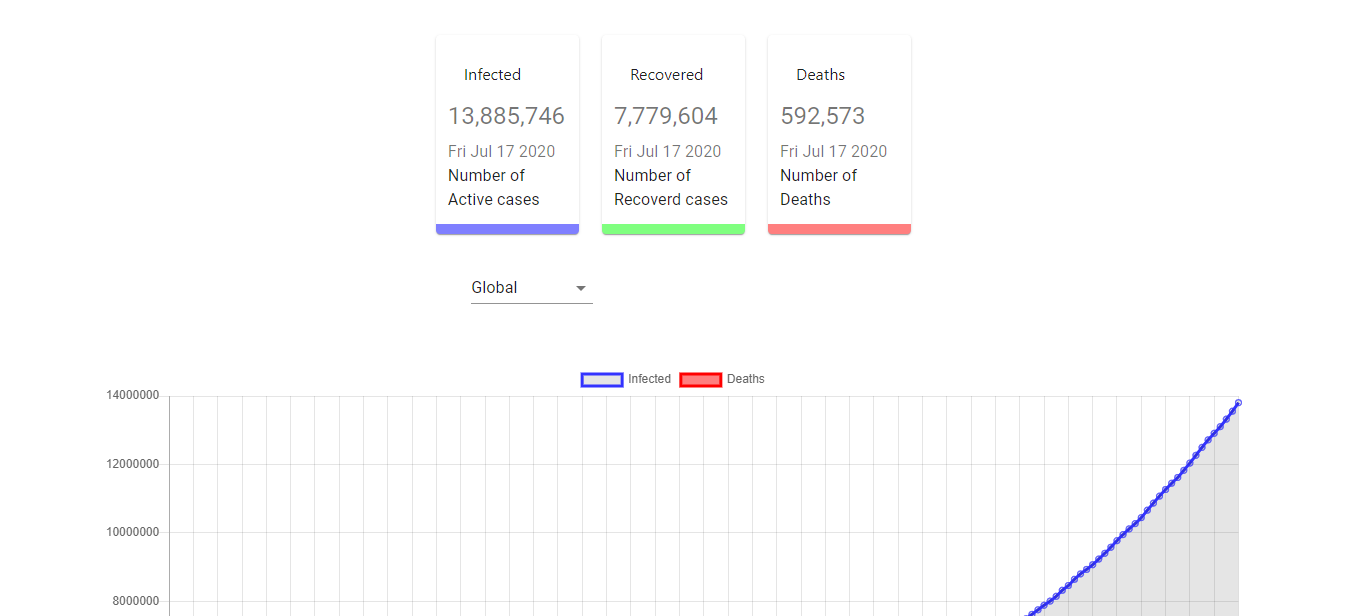 Infected
13,885,746
Fri Jul 17 2020
Number of
Active cases
Recovered
7,779,604
Fri Jul 17 2020
Number of
Recoverd cases
Deaths
592,573
Fri Jul 17 2020
Number of
Deaths
Global
Infected Deaths
14000000
12000000
10000000
8000000